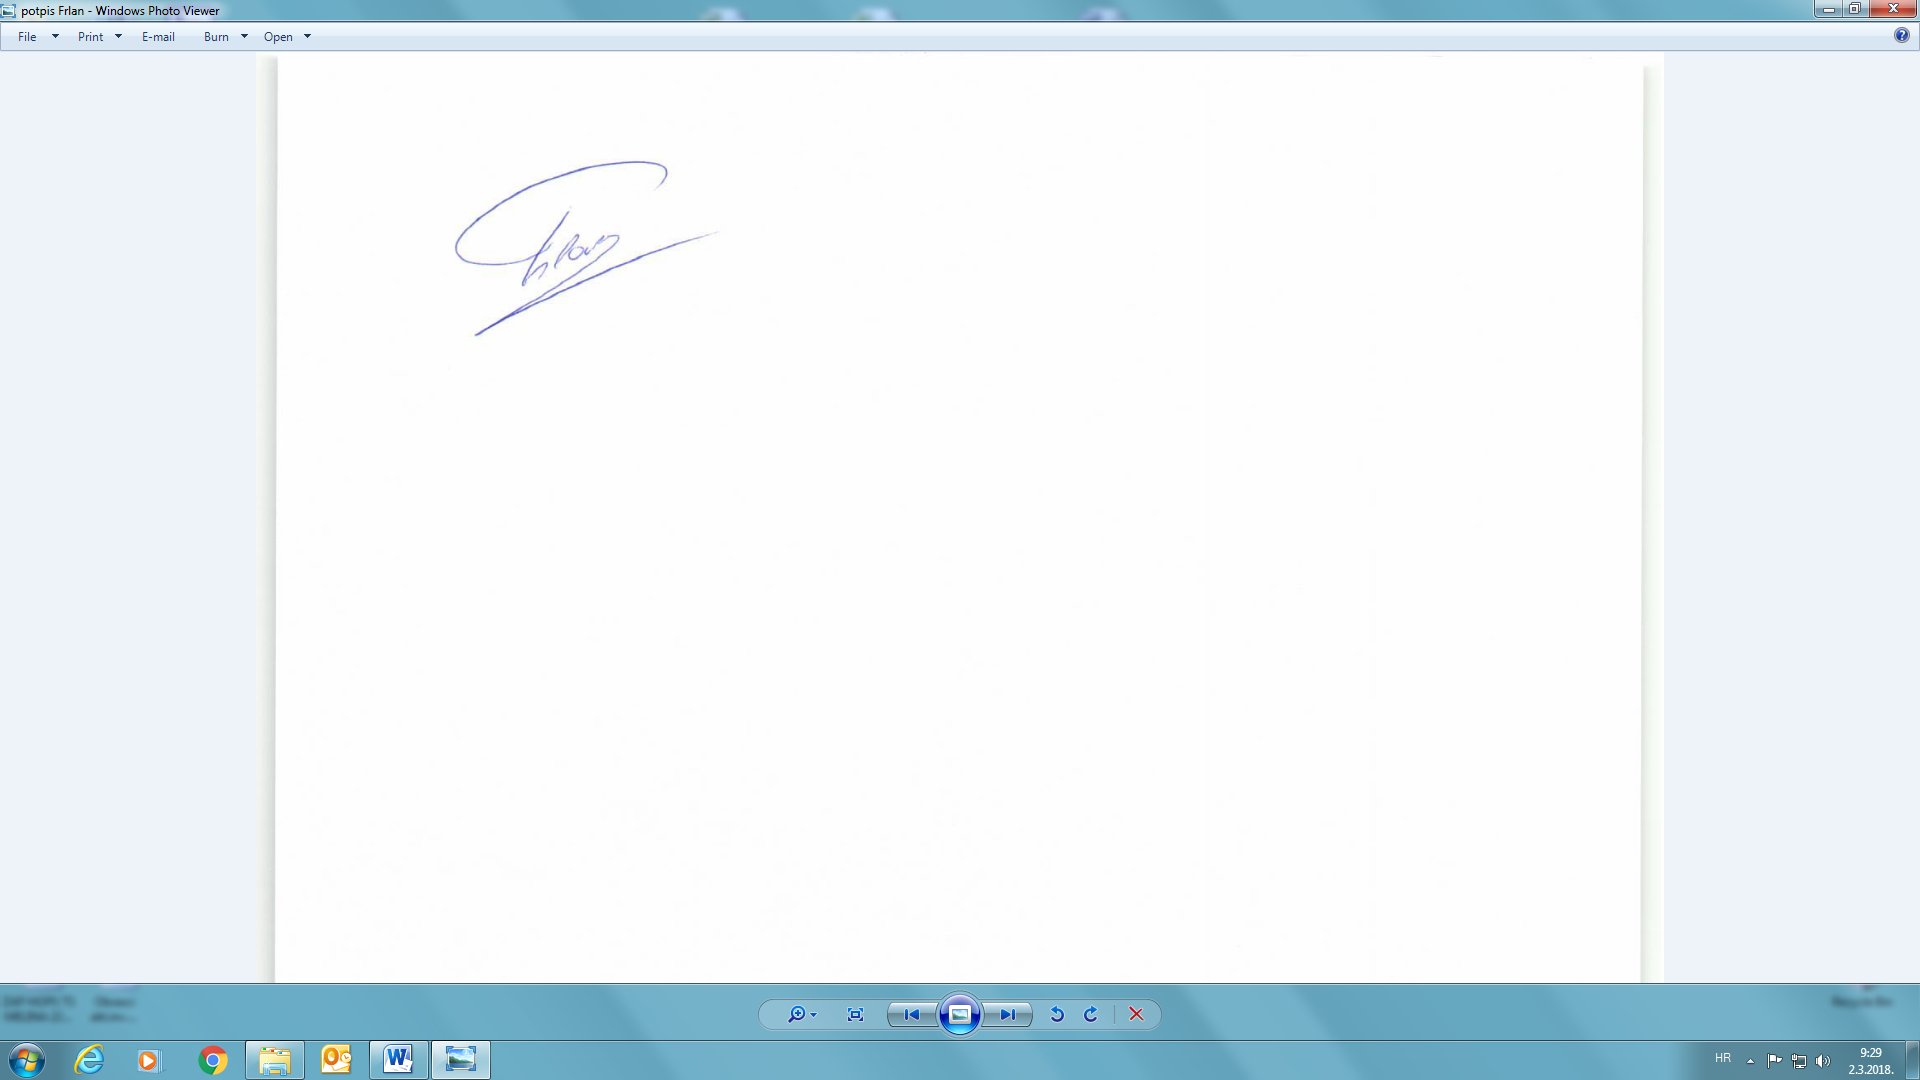 potpis Frlan - Windows Photo Viewer
File Print E-mail Burn Open
HR
9:29
2.3.2018.